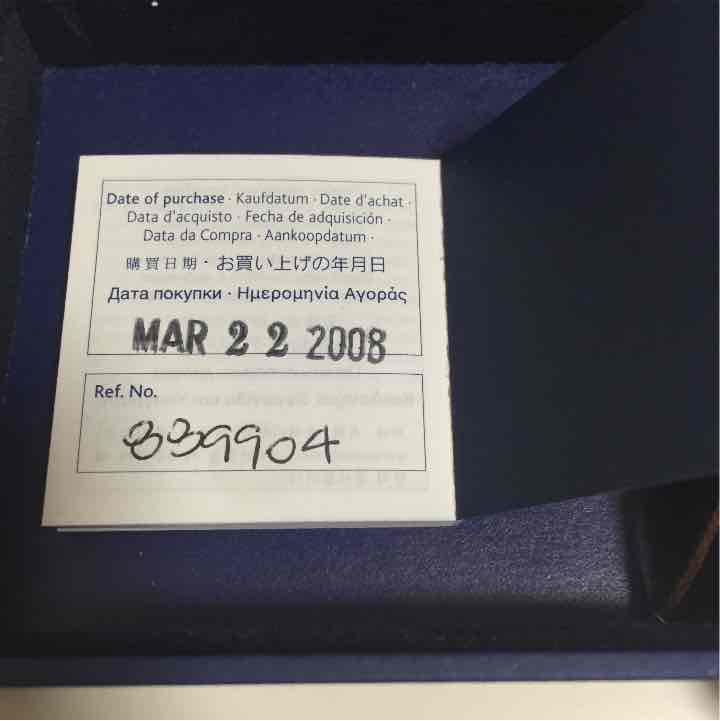 Date of purchase · Kaufdatum · Date d'achat ·
Data d'acquisto · Fecha de adquisición ·
Data da Compra · Aankoopdatum ·
購買日期 · お買い上げの年月日
Дата покупки · Ημερομηνία Αγοράς
MAR 22 2008
Ref. No.
839904